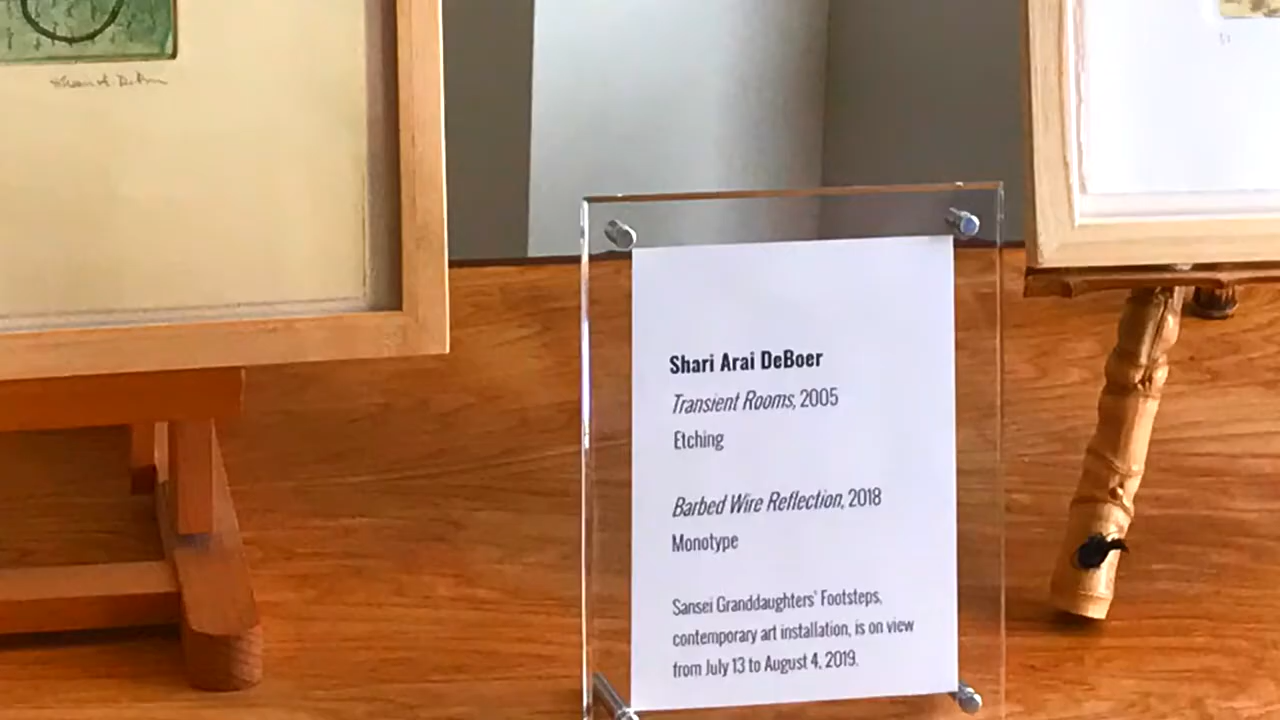 Shari Arai DeBoer
Transient Rooms, 2005
Etching
Barbed Wire Reflection, 2018
Monotype
Sansei Granddaughters' Footsteps,
contemporary art installation, is on view
from July 13 to August 4, 2019.